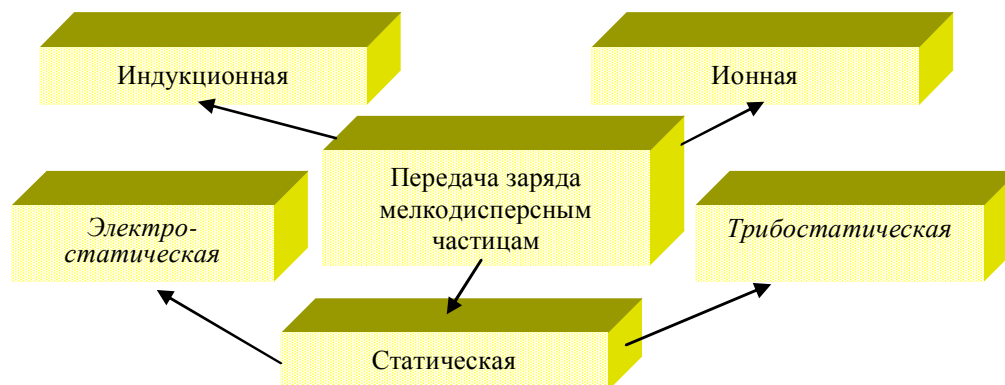 Индукционная
Ионная
Передача заряда
мелкодисперсным
частицам
Электро-
статическая
Трибостатическая
Статическая